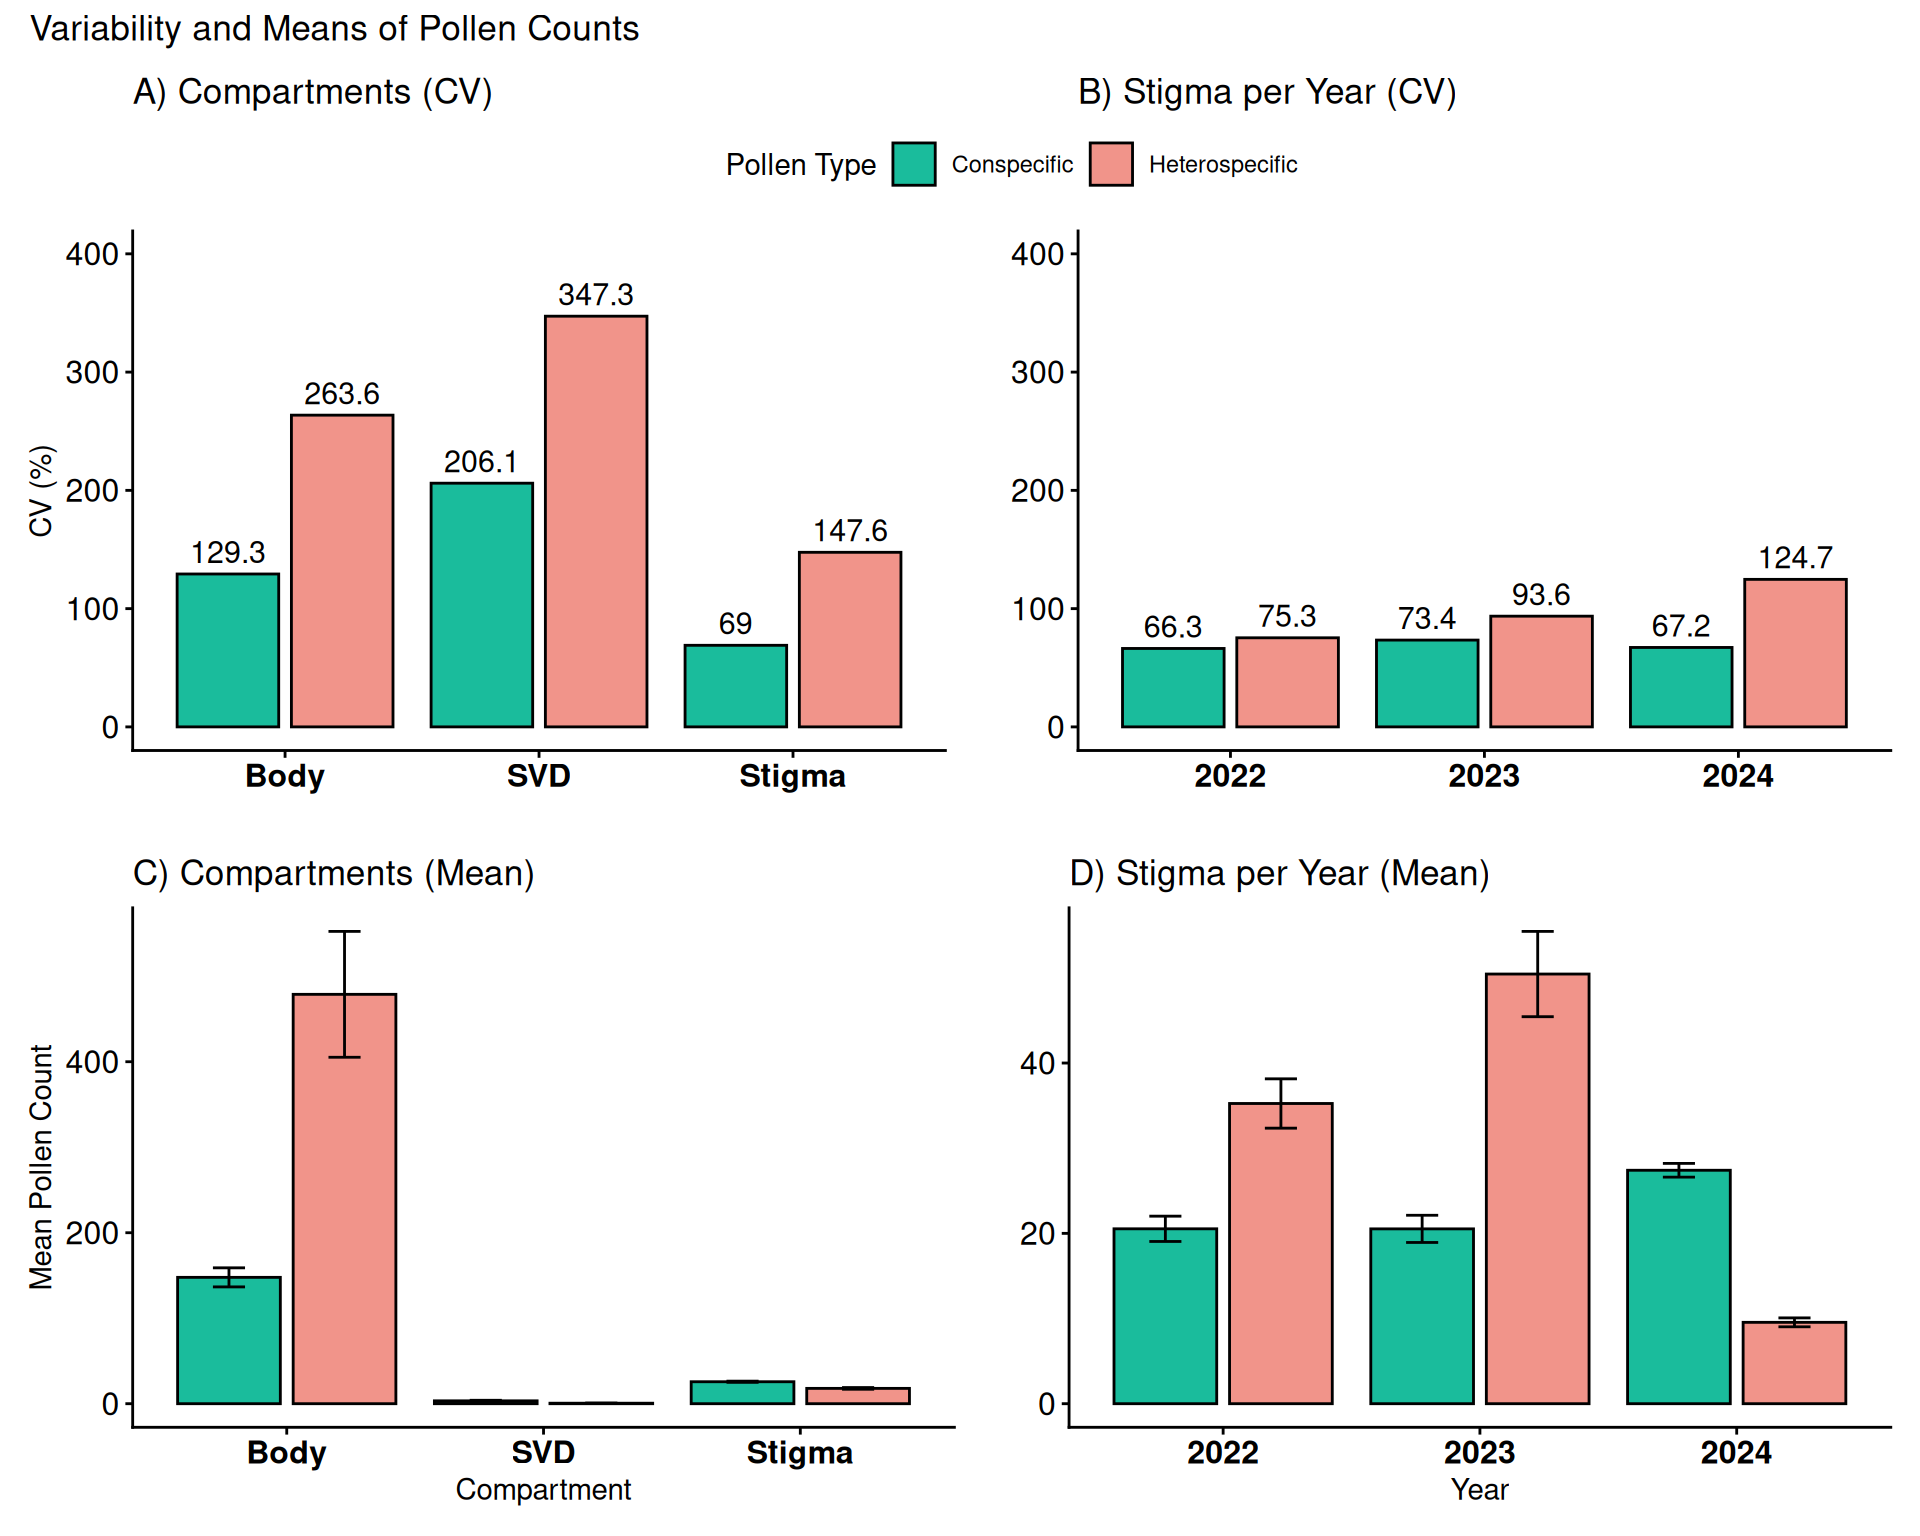 Variability and Means of Pollen Counts
A) Compartments (CV)
B) Stigma per Year (CV)
Pollen Type
Conspecific
Heterospecific
CV (%)
400
300
200
100
0
129.3
263.6
206.1
347.3
69
147.6
Body
SVD
Stigma
400
300
200
100
0
66.3
75.3
73.4
93.6
67.2
124.7
2022
2023
2024
C) Compartments (Mean)
Mean Pollen Count
400
200
0
Body
SVD
Stigma
Compartment
D) Stigma per Year (Mean)
40
20
0
2022
2023
2024
Year